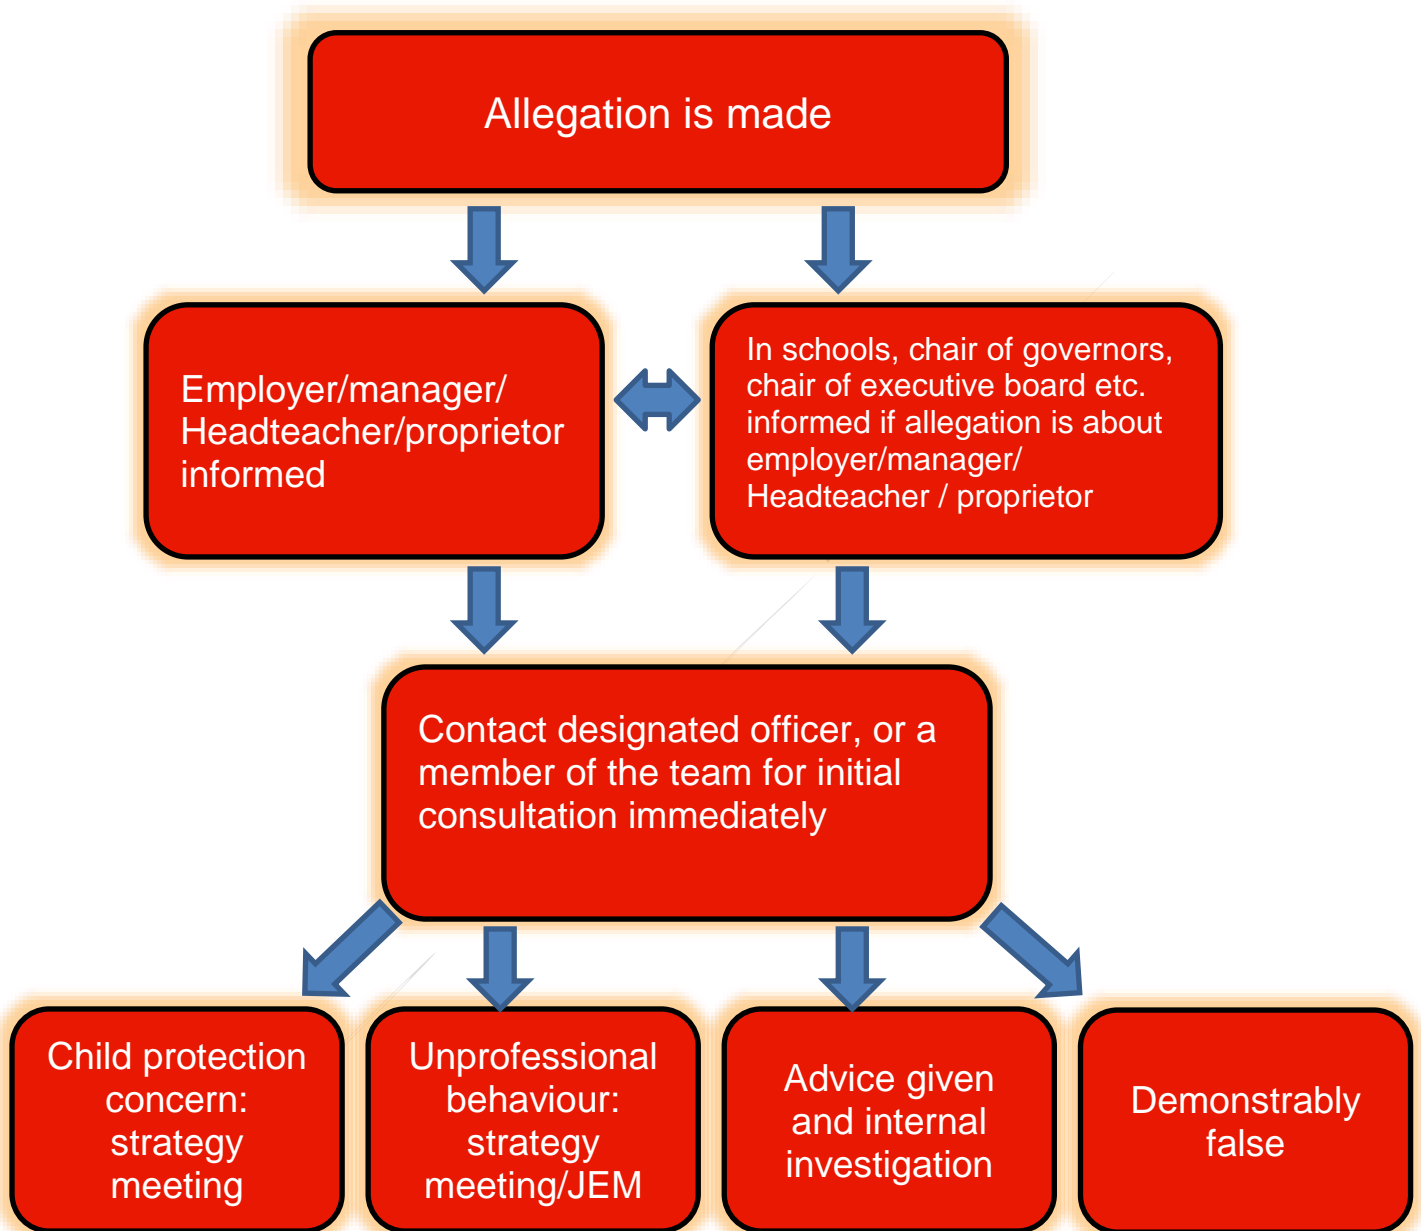 Allegation is made
Employer/manager/
Headteacher/proprietor
informed
In schools, chair of governors,
chair of executive board etc.
informed if allegation is about
employer/manager/
Headteacher / proprietor
Contact designated officer, or a
member of the team for initial
consultation immediately
Child protection
concern:
strategy
meeting
Unprofessional
behaviour:
strategy
meeting/JEM
Advice given
and internal
investigation
Demonstrably
false